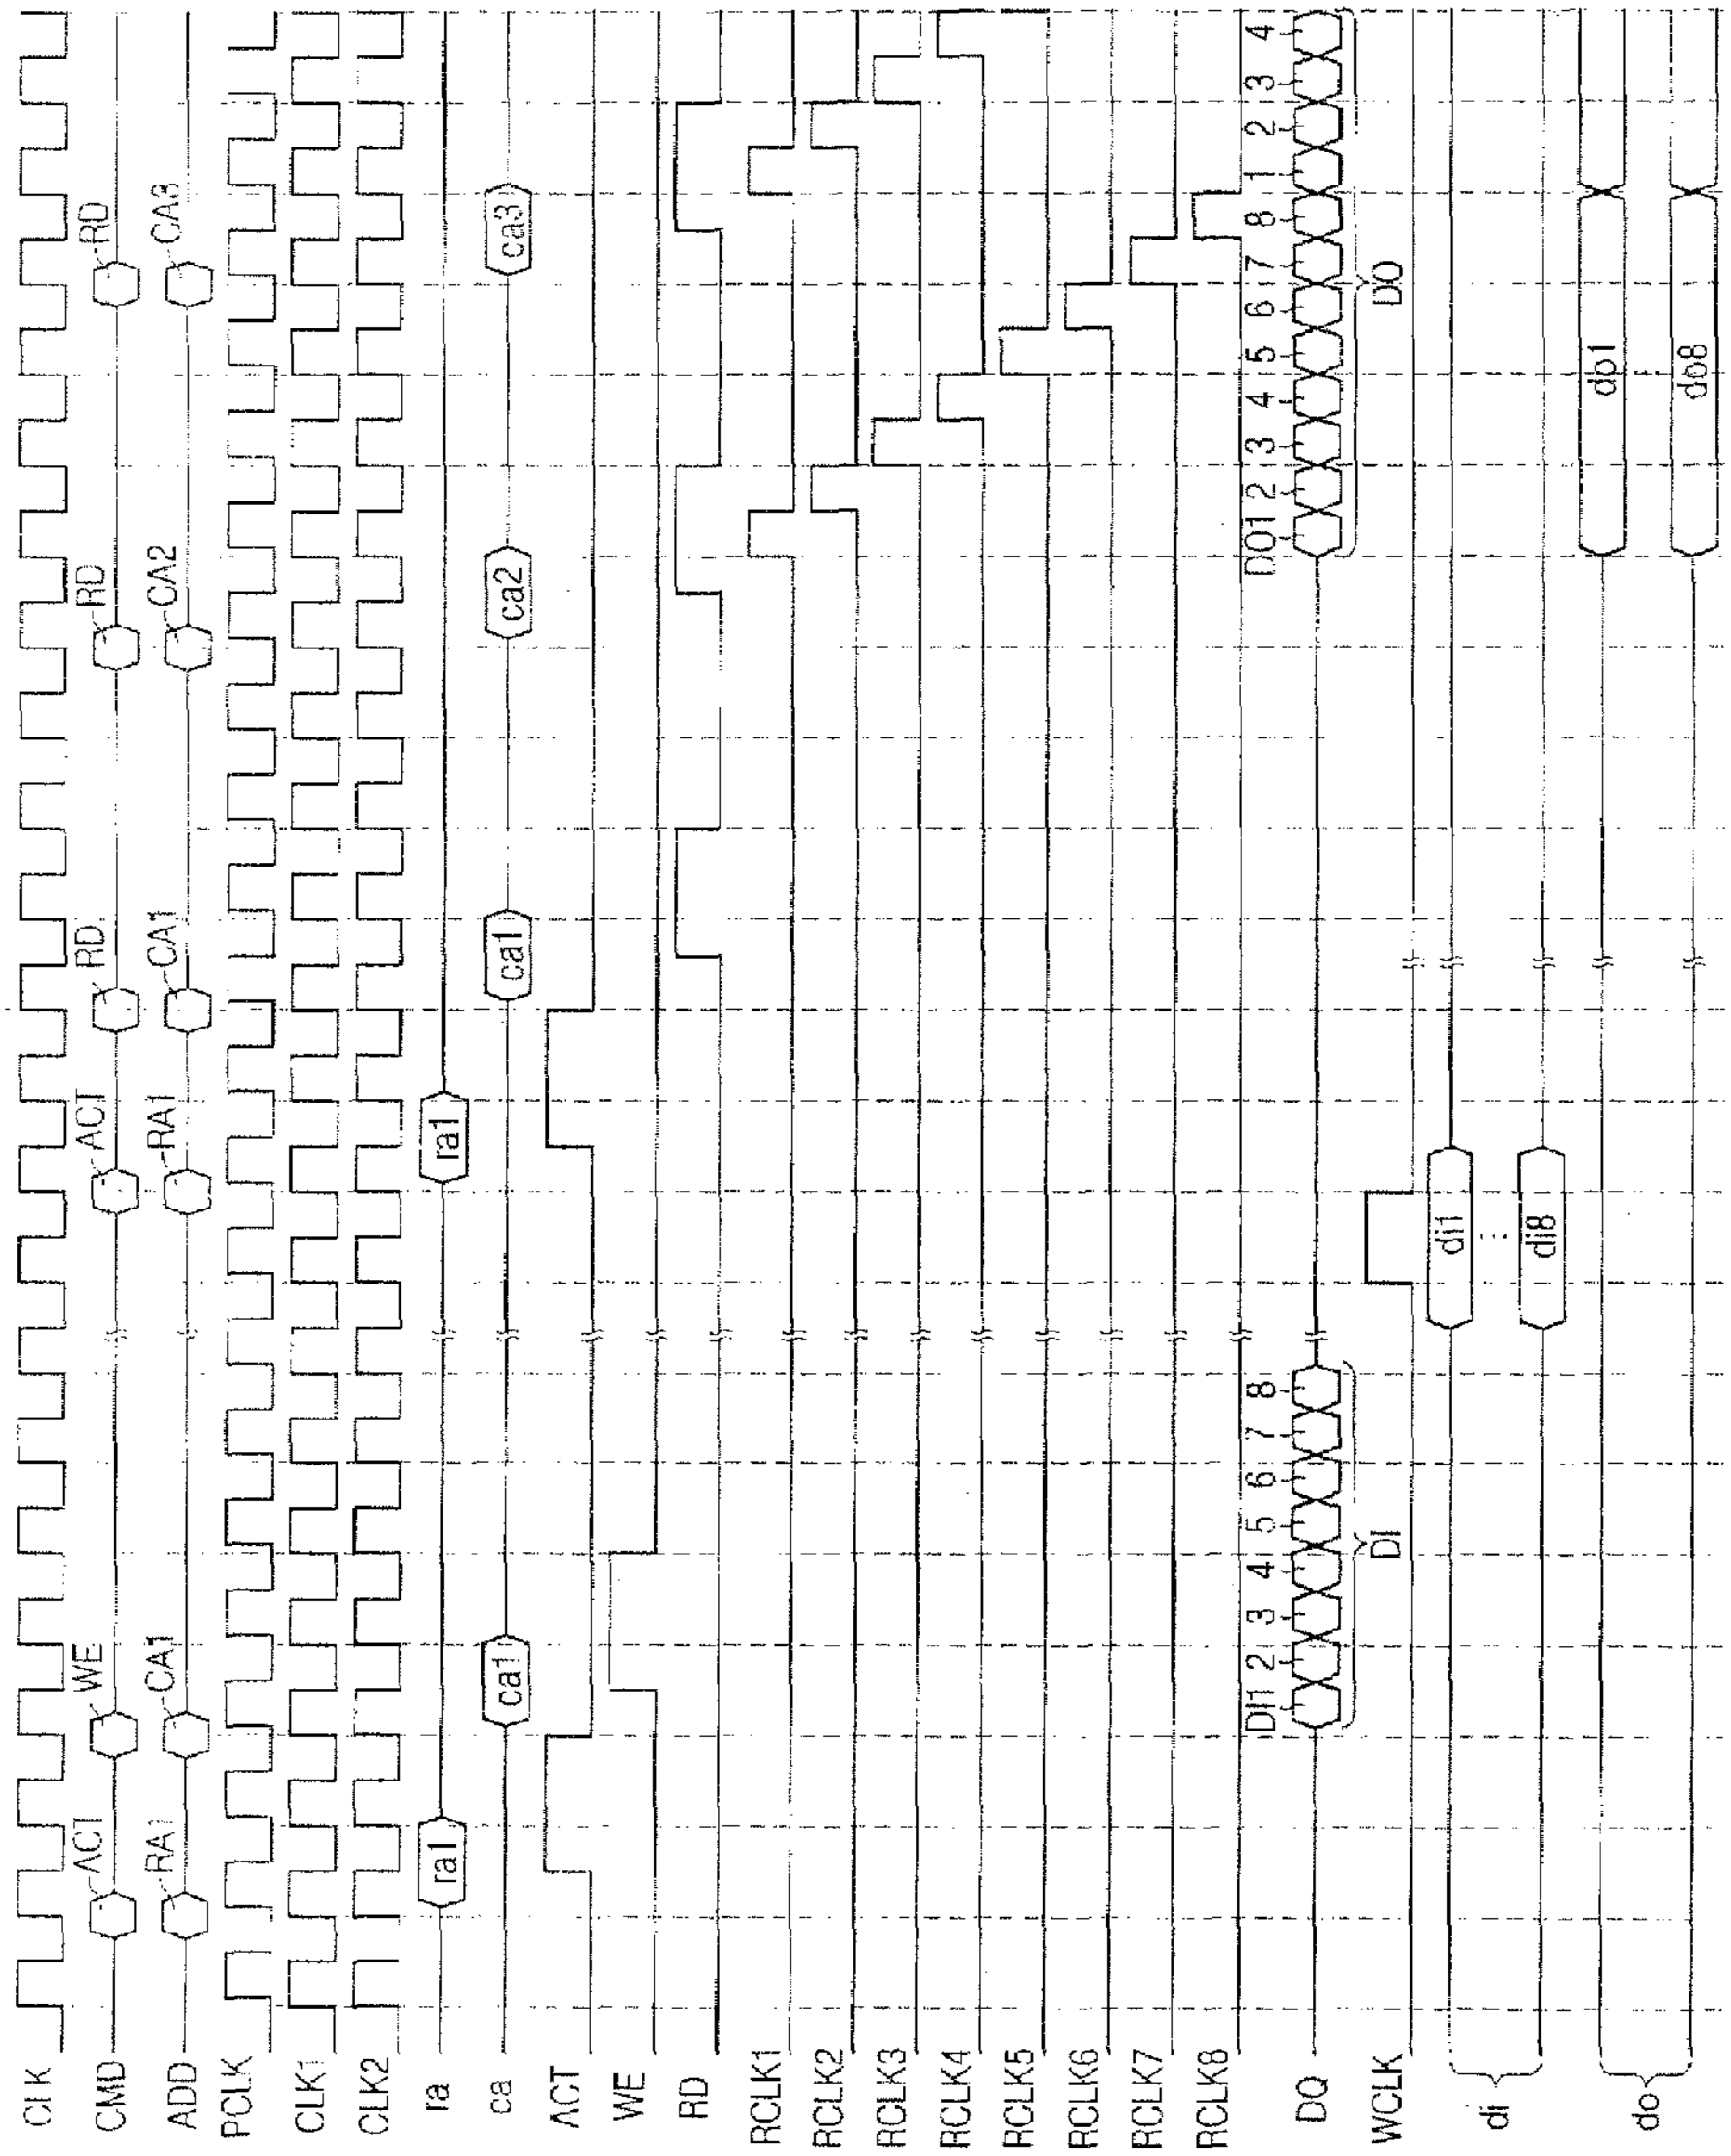 CLK
CMD ACT WE ACT RD RD RD
ADD RA1 CA1 RA1 CA1 CA2 CA3
PCLK
CLK1
CLK2
ra ra1 ra1
ca ca1 ca1 ca2 ca3
ACT
WE
RD
RCLK1
RCLK2
RCLK3
RCLK4
RCLK5
RCLK6
RCLK7
RCLK8
DQ DI1 2 3 4 5 6 7 8 DO1 2 3 4 5 6 7 8 1 2 3 4
DI DO
WCLK
di di1 di8
do do1 do8